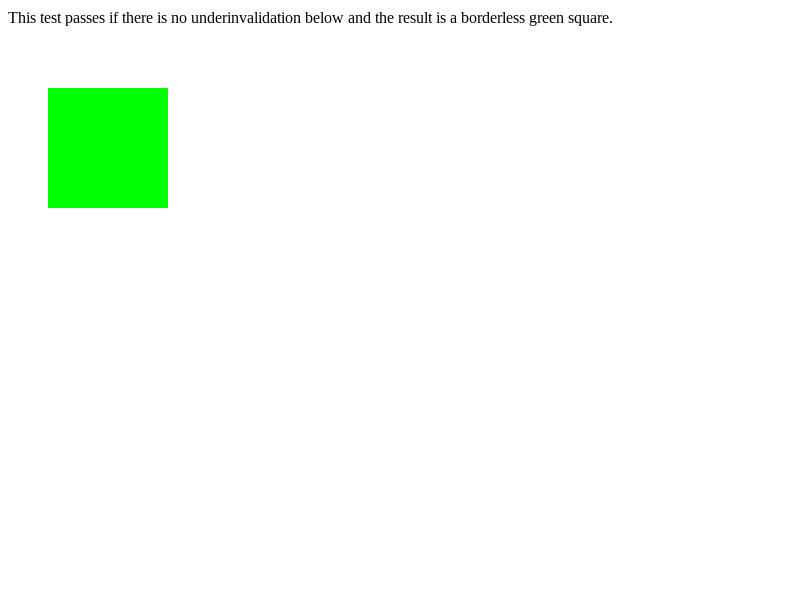 This test passes if there is no underinvalidation below and the result is a borderless green square.